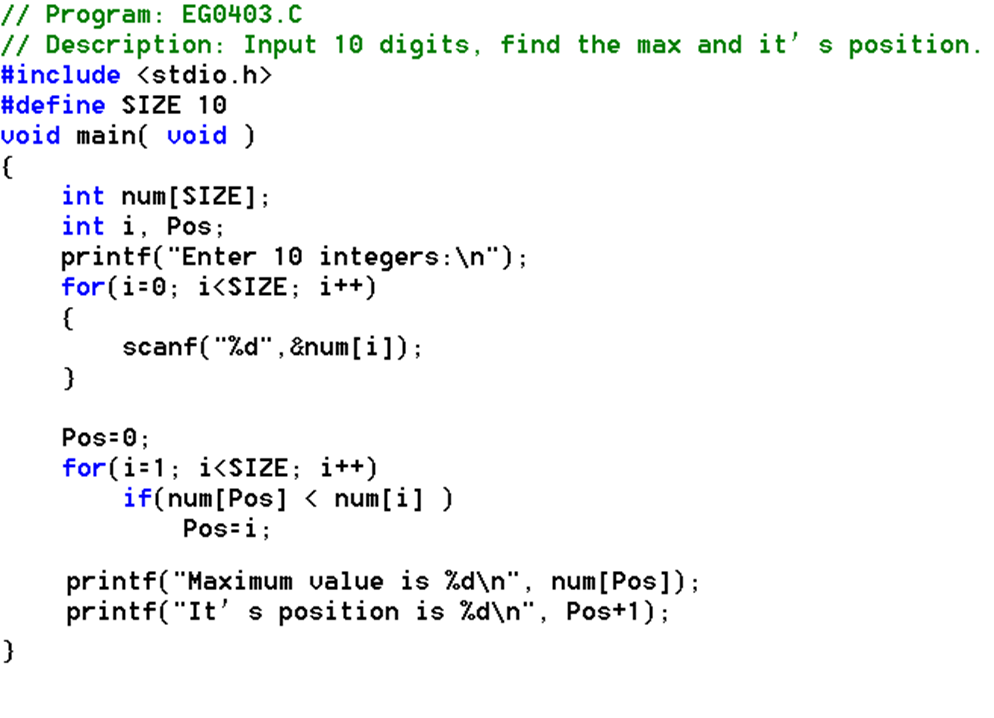 // Program: EG0403.C
// Description: Input 10 digits, find the max and it’ s position.
#include <stdio.h>
#define SIZE 10
void main( void )
{
    int num[SIZE];
    int i, Pos;
    printf("Enter 10 integers:\n");
    for(i=0; i<SIZE; i++)
    {
        scanf("%d",&num[i]);
    }
    Pos=0;
    for(i=1; i<SIZE; i++)
        if(num[Pos] < num[i] )
            Pos=i;
    printf("Maximum value is %d\n", num[Pos]);
    printf("It’ s position is %d\n", Pos+1);
}